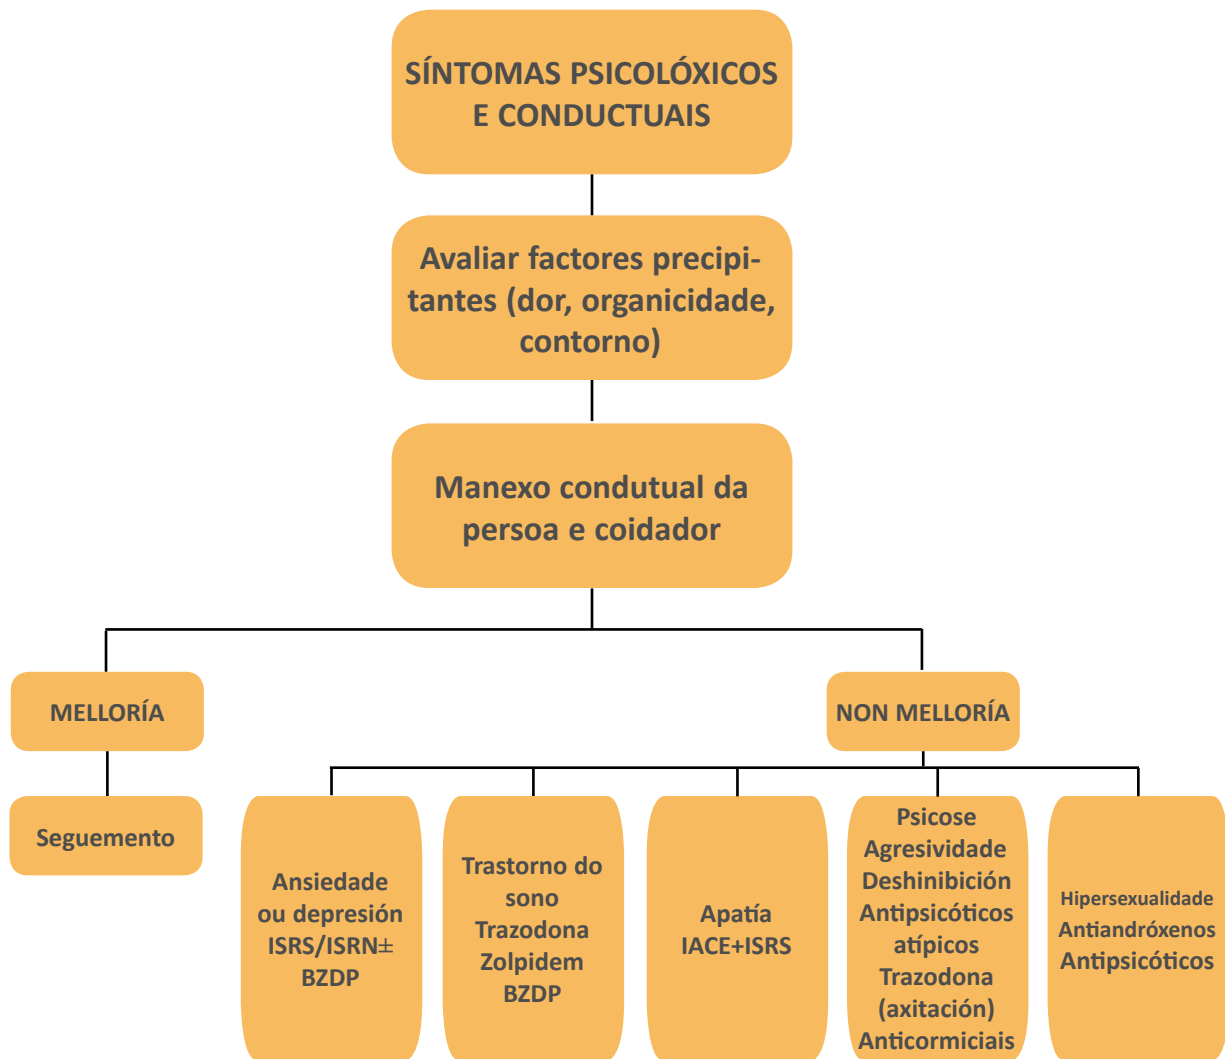 SÍNTOMAS PSICOLÓXICOS
E CONDUCTUAIS
Avaliar factores precipi-
tantes (dor, organicidade,
contorno)
Manexo condutual da
persoa e coidador
MELLORÍA
NON MELLORÍA
Seguemento
Ansiedade
ou depresión
ISRS/ISRN±
BZDP
Trastorno do
sono
Trazodona
Zolpidem
BZDP
Apatía
IACE+ISRS
Psicose
Agresividade
Deshinibición
Antipsicóticos
atípicos
Trazodona
(axitación)
Anticormiciais
Hipersexualidade
Antiandróxenos
Antipsicóticos